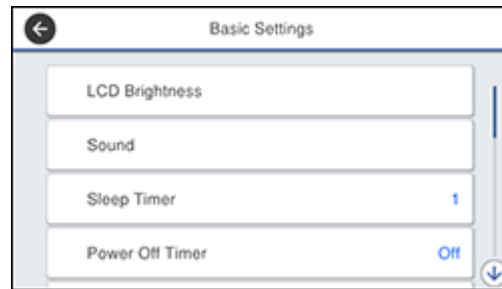 Basic Settings
LCD Brightness
Sound
Sleep Timer 1
Power Off Timer Off